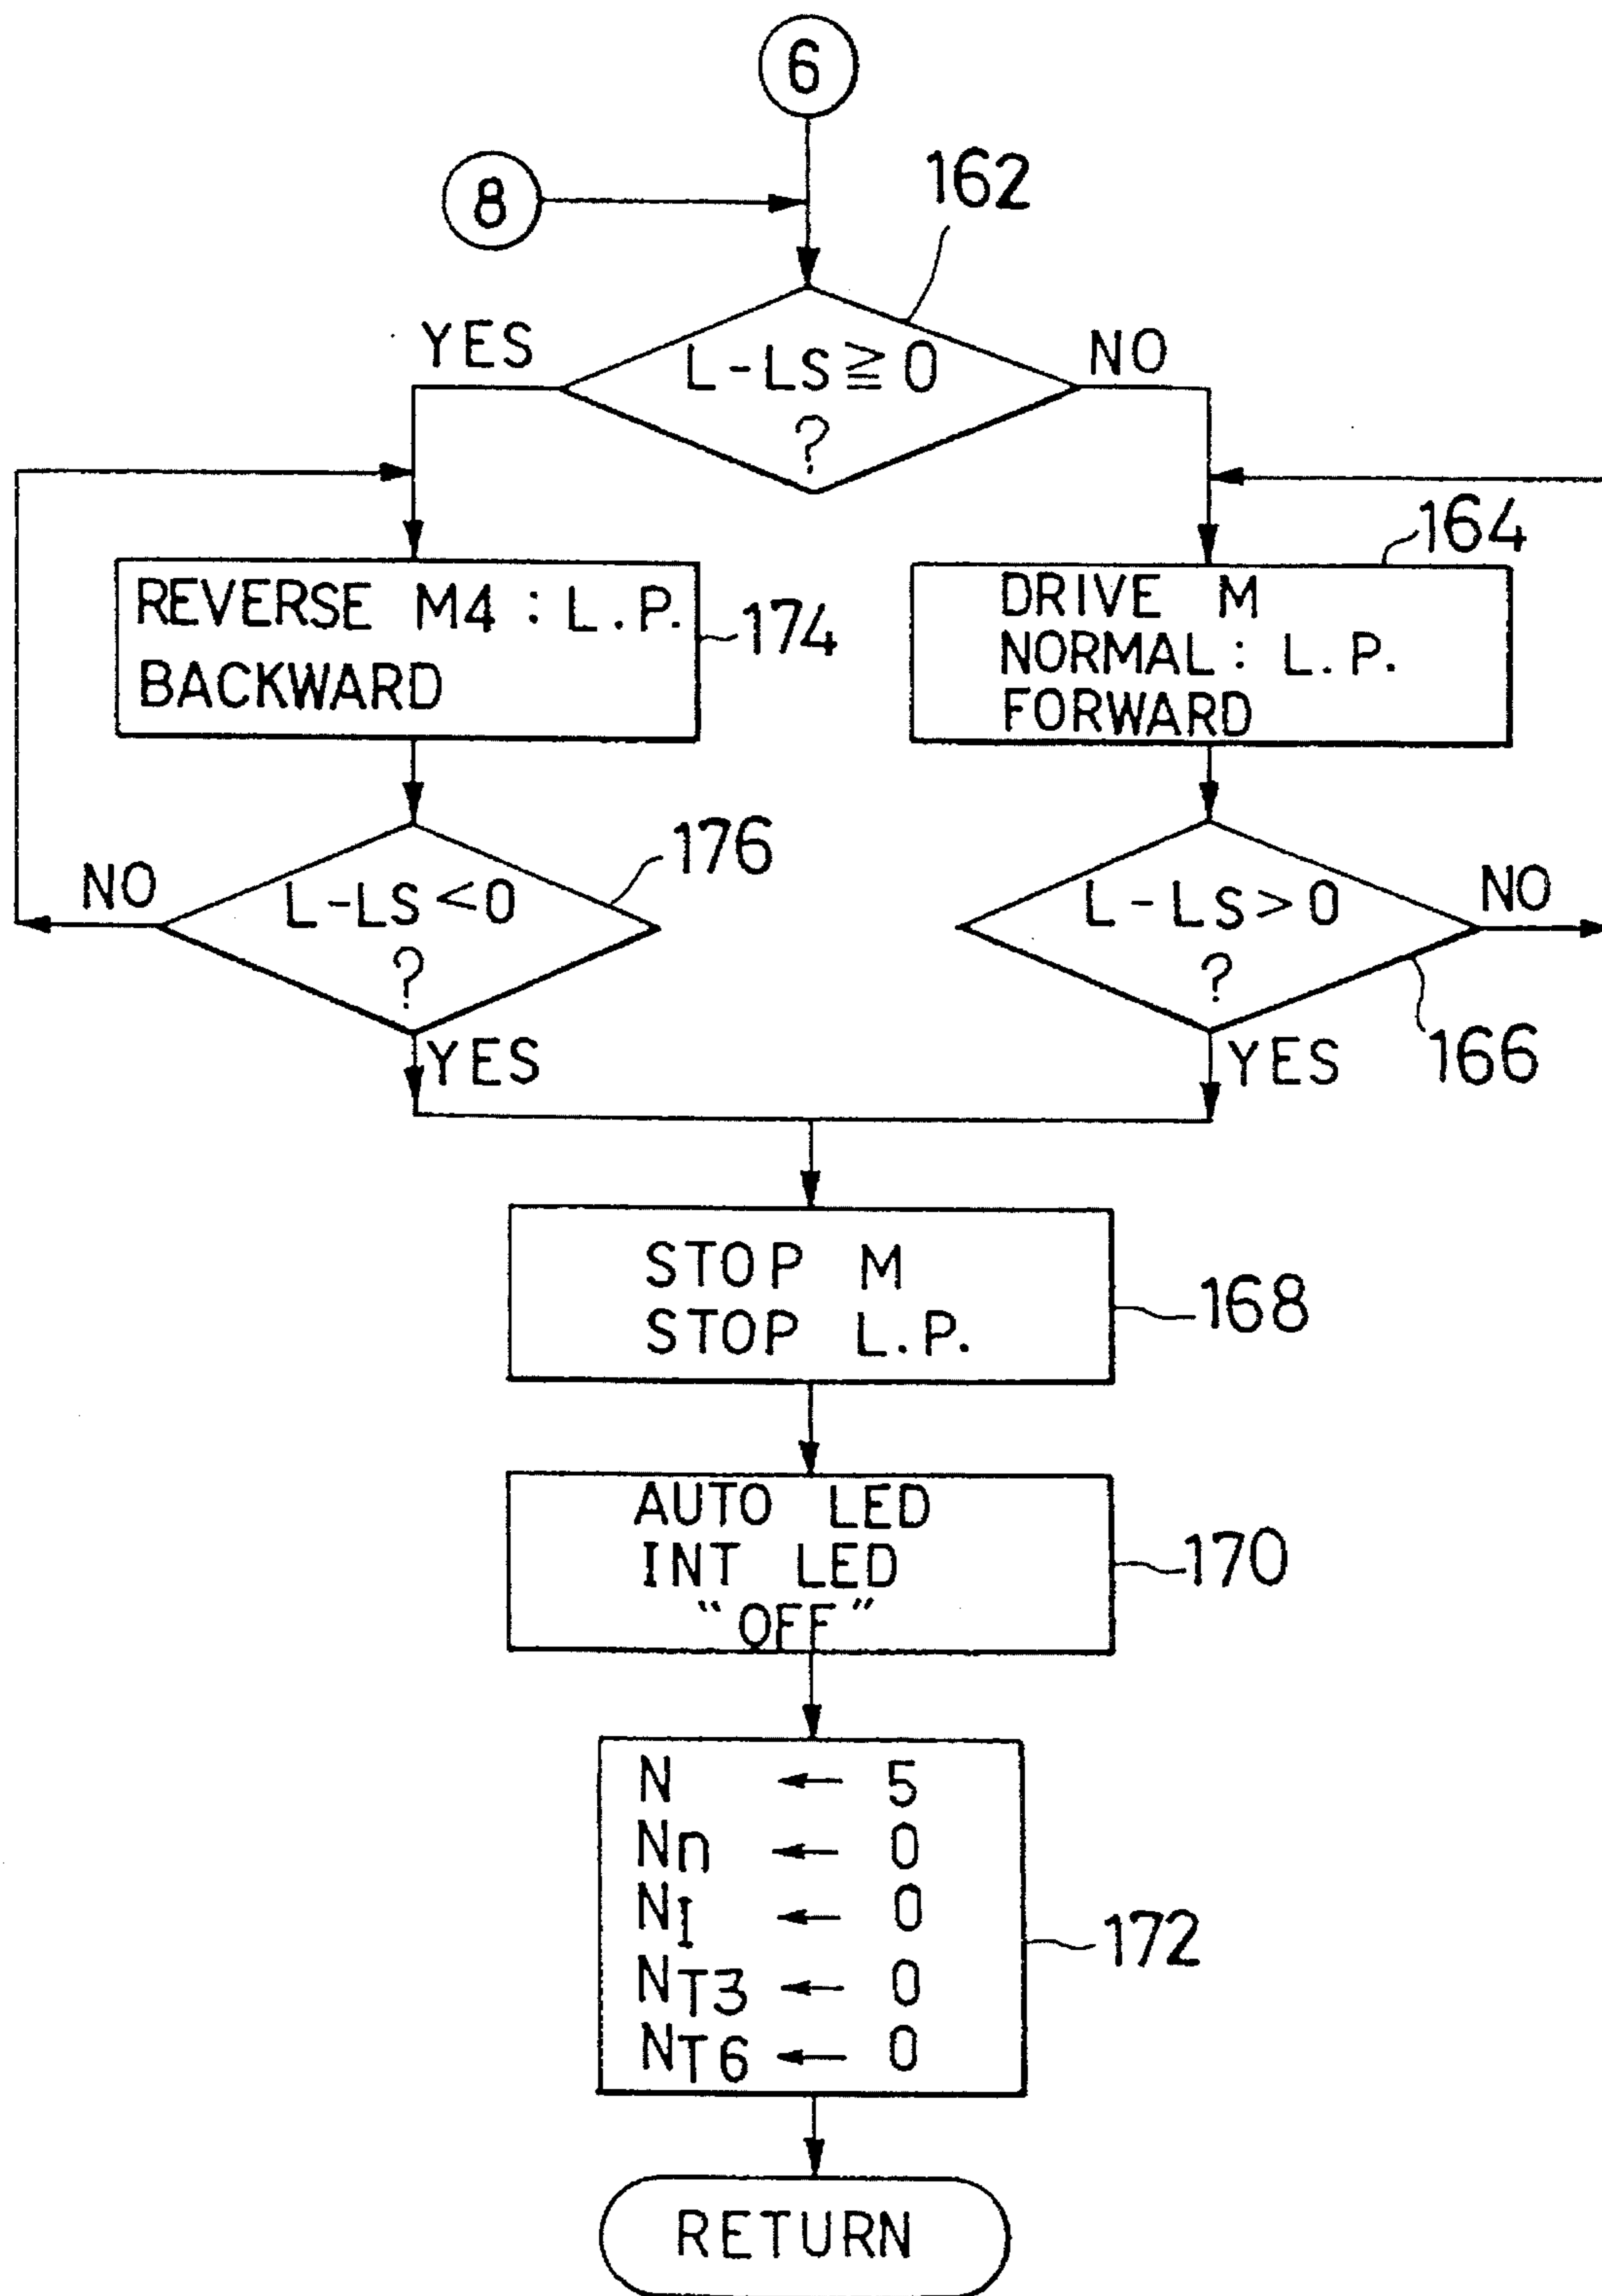 6
8
162
YES
L-LS≧0
?
NO
REVERSE M4 : L.P.
BACKWARD
174
164
DRIVE M
NORMAL : L.P.
FORWARD
176
NO
L-LS<0
?
YES
L-LS>0
?
NO
166
YES
STOP M
STOP L.P.
168
AUTO LED
INT LED
"OFF"
170
N ← 5
Nn ← 0
NI ← 0
NT3 ← 0
NT6 ← 0
172
RETURN